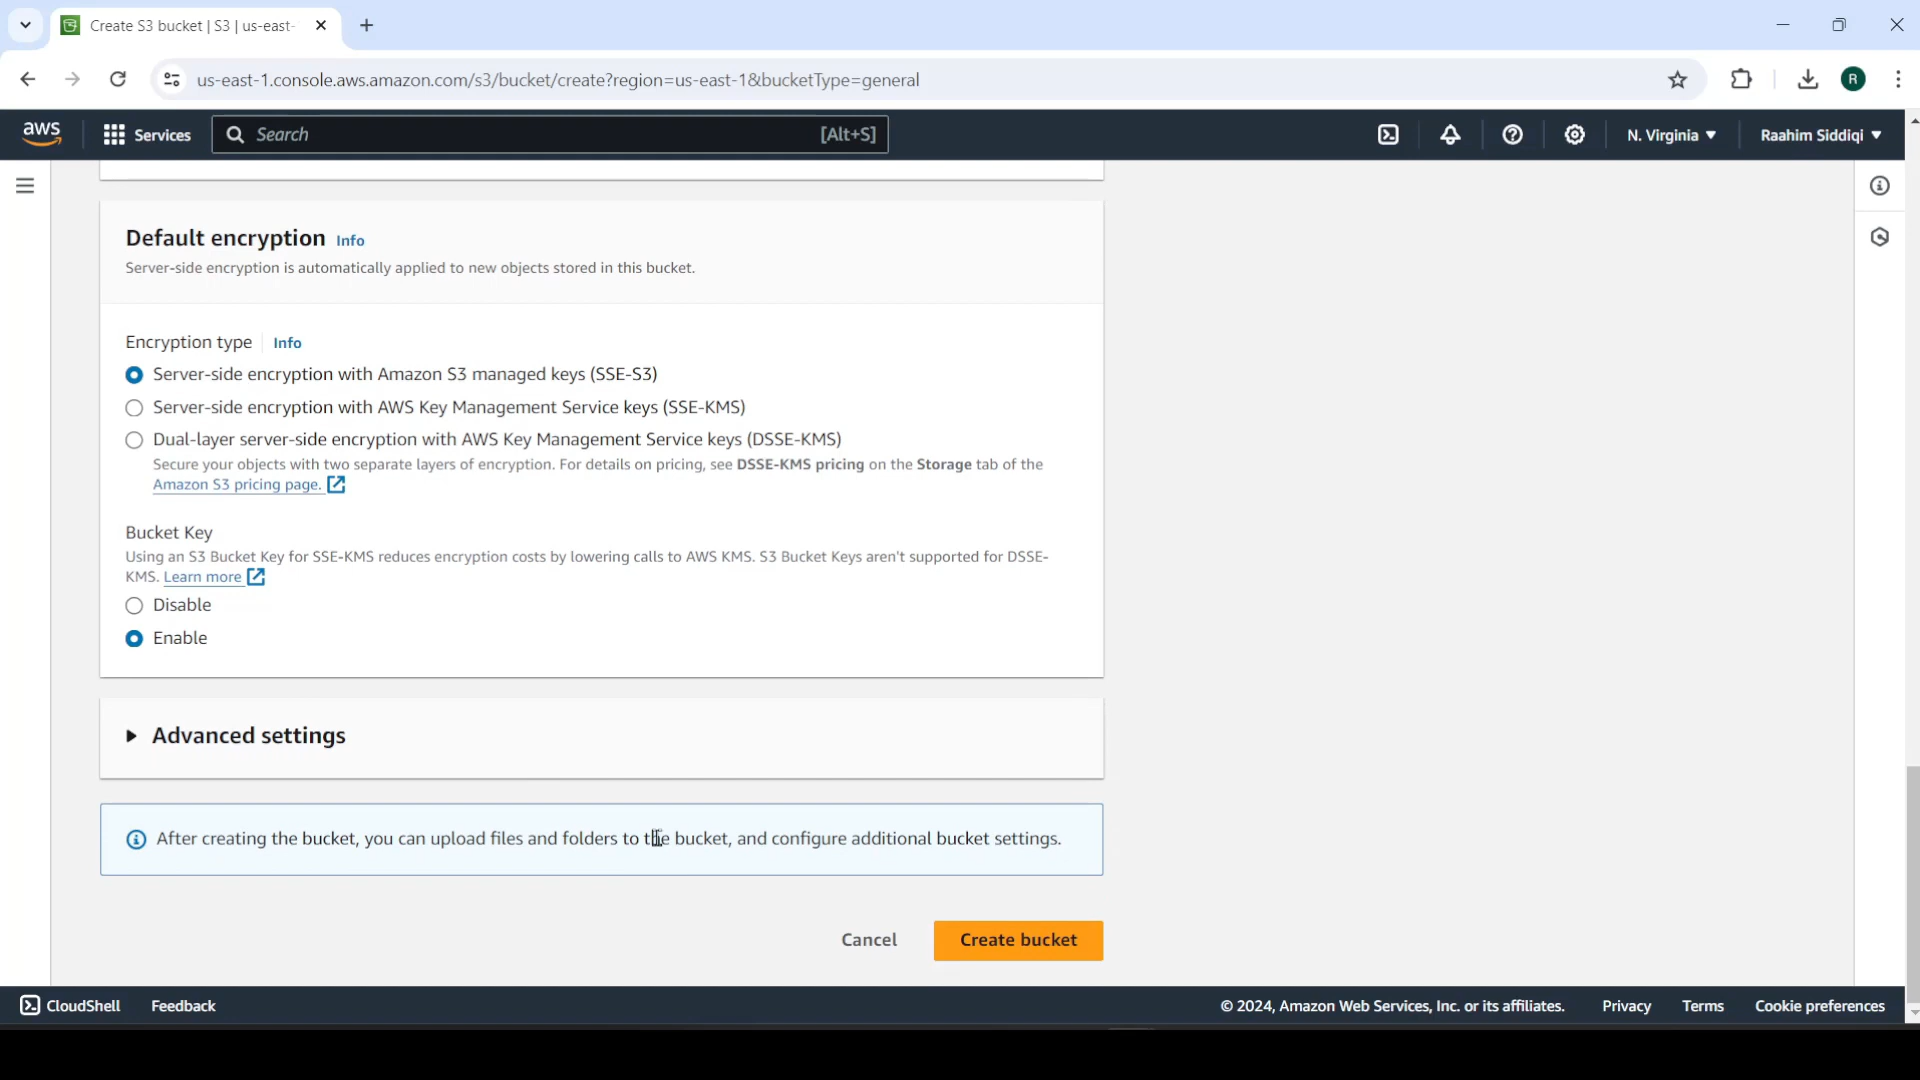 Create S3 bucket | S3 | us-east-
us-east-1.console.aws.amazon.com/s3/bucket/create?region=us-east-1&bucketType=general
R
aws
Services
Search
[Alt+S]
N. Virginia
Raahim Siddiqi
Default encryption Info
Server-side encryption is automatically applied to new objects stored in this bucket.
Encryption type Info
Server-side encryption with Amazon S3 managed keys (SSE-S3)
Server-side encryption with AWS Key Management Service keys (SSE-KMS)
Dual-layer server-side encryption with AWS Key Management Service keys (DSSE-KMS)
Secure your objects with two separate layers of encryption. For details on pricing, see DSSE-KMS pricing on the Storage tab of the
Amazon S3 pricing page.
Bucket Key
Using an S3 Bucket Key for SSE-KMS reduces encryption costs by lowering calls to AWS KMS. S3 Bucket Keys aren't supported for DSSE-
KMS. Learn more
Disable
Enable
Advanced settings
After creating the bucket, you can upload files and folders to the bucket, and configure additional bucket settings.
Cancel
Create bucket
CloudShell
Feedback
© 2024, Amazon Web Services, Inc. or its affiliates.
Privacy
Terms
Cookie preferences